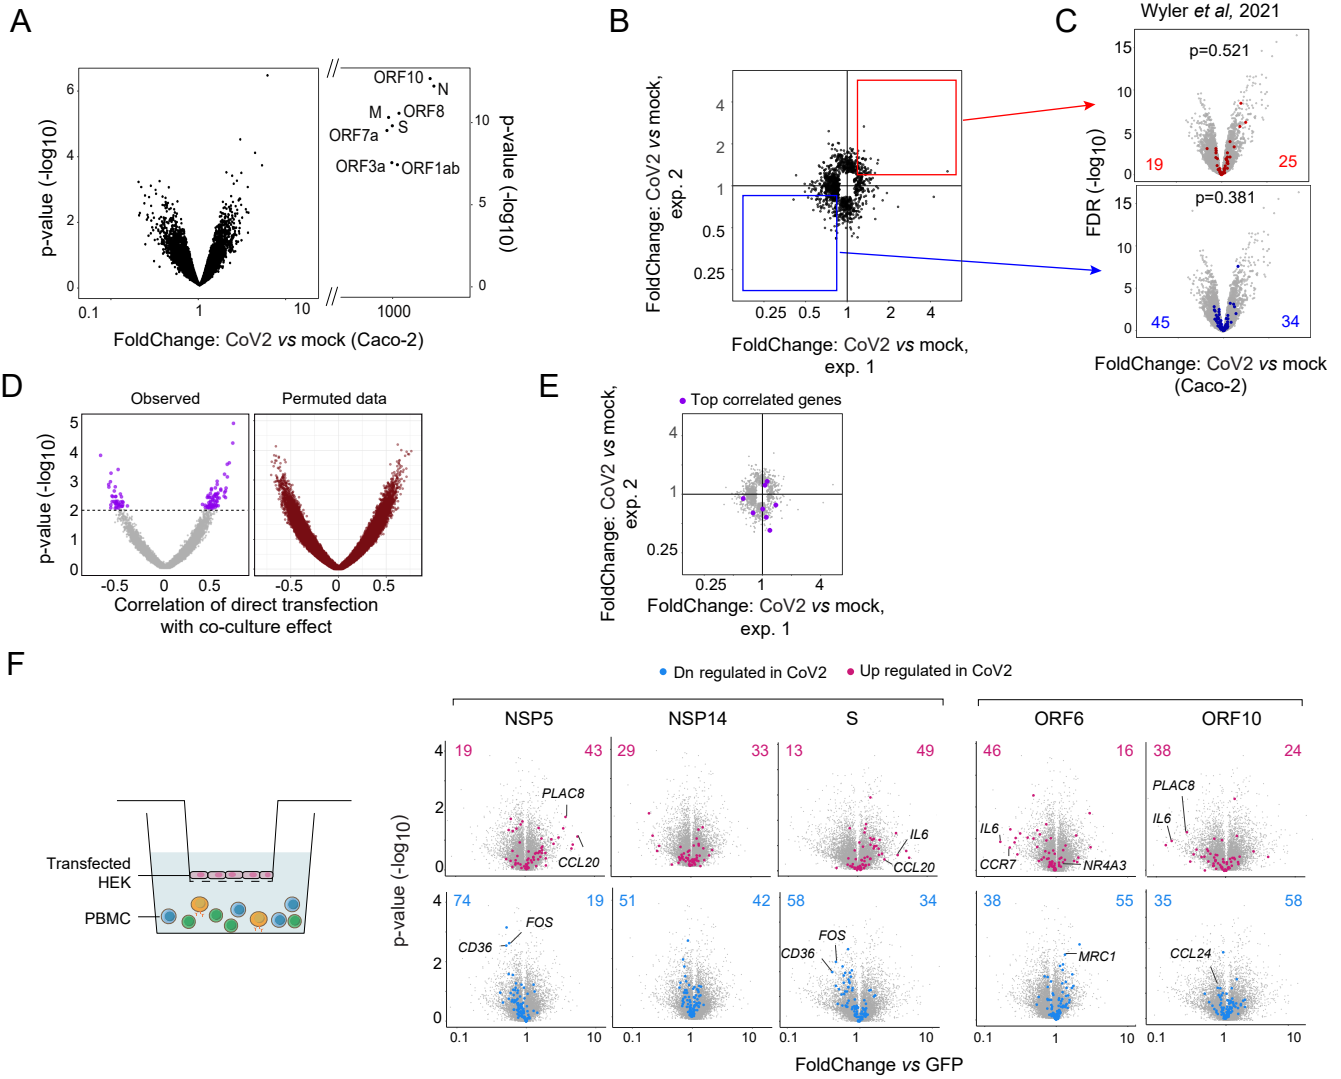 A
p-value (-log10)
6
4
2
0
0.1
1
10
1000
ORF10
N
M
ORF8
S
ORF7a
ORF3a
ORF1ab
10
5
0
p-value (-log10)
FoldChange: CoV2 vs mock (Caco-2)
B
FoldChange: CoV2 vs mock,
exp. 2
4
2
1
0.5
0.25
0.25
0.5
1
2
4
FoldChange: CoV2 vs mock,
exp. 1
C
Wyler et al, 2021
FDR (-log10)
15
10
5
0
p=0.521
19
25
15
10
5
0
p=0.381
45
34
FoldChange: CoV2 vs mock
(Caco-2)
D
Observed
Permuted data
p-value (-log10)
5
4
3
2
1
0
-0.5
0
0.5
-0.5
0
0.5
Correlation of direct transfection
with co-culture effect
E
Top correlated genes
FoldChange: CoV2 vs mock,
exp. 2
4
1
0.25
0.25
1
4
FoldChange: CoV2 vs mock,
exp. 1
F
Dn regulated in CoV2
Up regulated in CoV2
Transfected
HEK
PBMC
NSP5
NSP14
S
ORF6
ORF10
p-value (-log10)
4
2
0
19
43
PLAC8
CCL20
29
33
13
49
IL6
CCL20
46
16
IL6
CCR7
NR4A3
38
24
PLAC8
IL6
4
2
0
74
19
FOS
CD36
51
42
58
34
FOS
CD36
38
55
MRC1
35
58
CCL24
0.1
1
10
1
0.1
1
10
0.1
1
10
0.1
1
10
FoldChange vs GFP